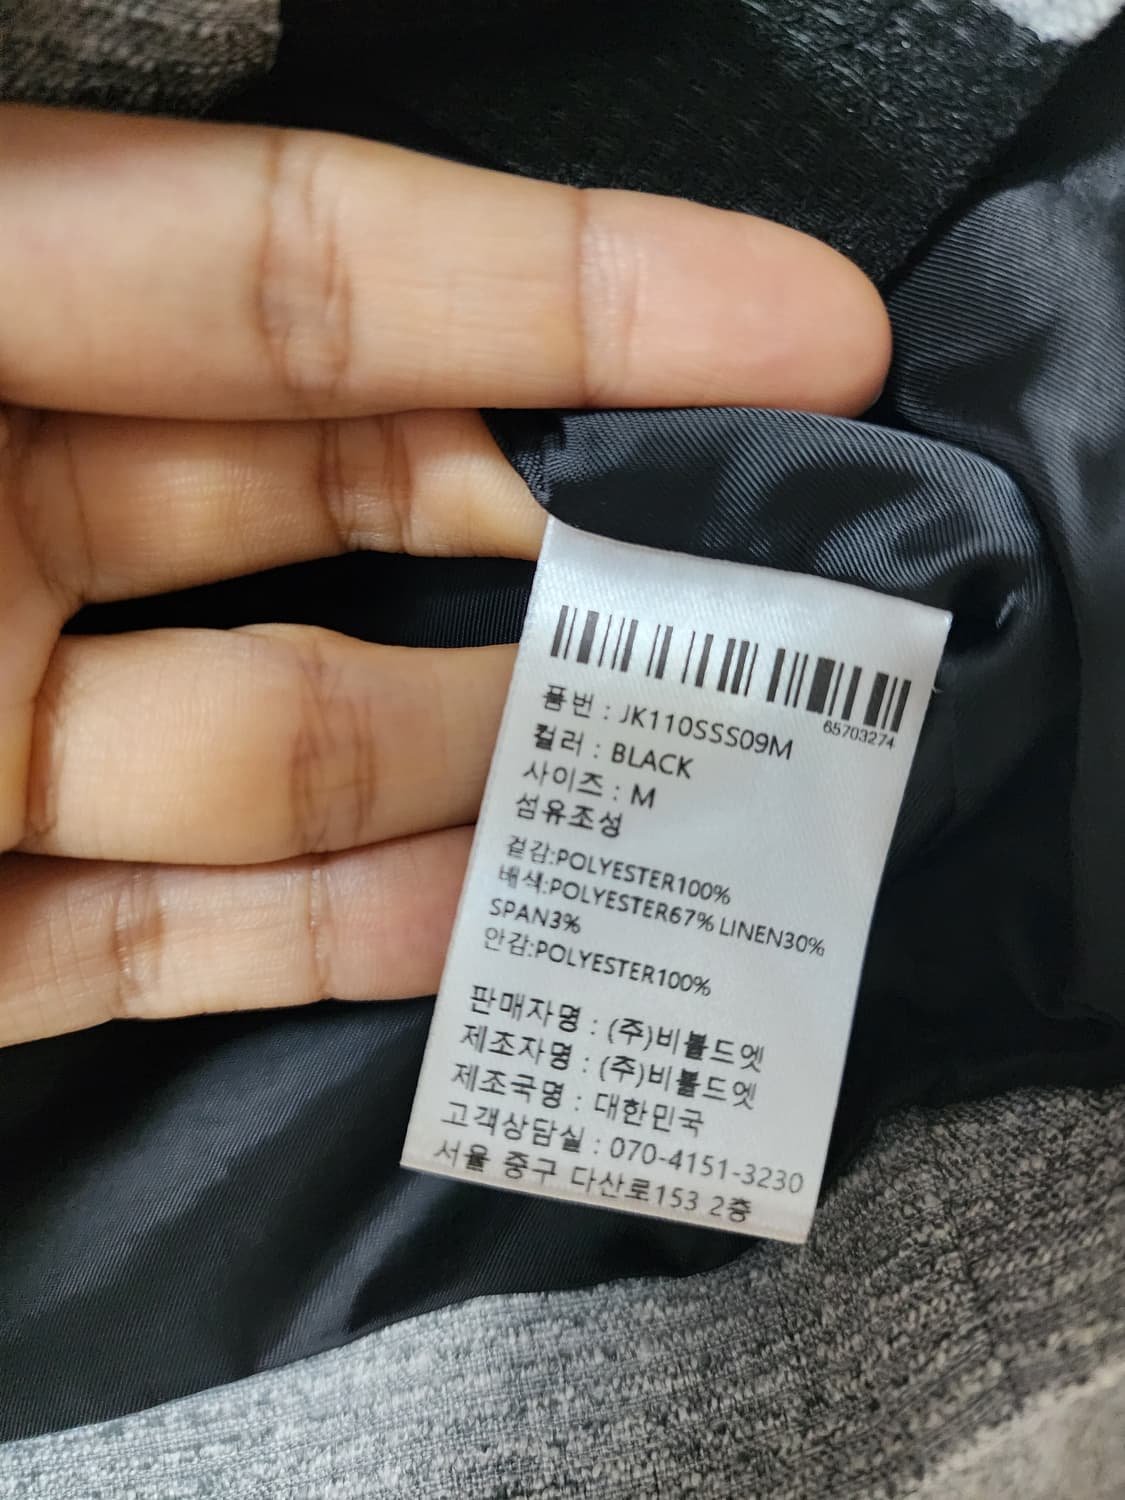 65703274
품번 : JK110SSS09M
컬러 : BLACK
사이즈 : M
섬유조성
겉감:POLYESTER100%
배색:POLYESTER67% LINEN30%
SPAN3%
안감:POLYESTER100%
판매자명 : (주)비볼드엣
제조자명 : (주)비볼드엣
제조국명 : 대한민국
고객상담실 : 070-4151-3230
서울 중구 다산로153 2층